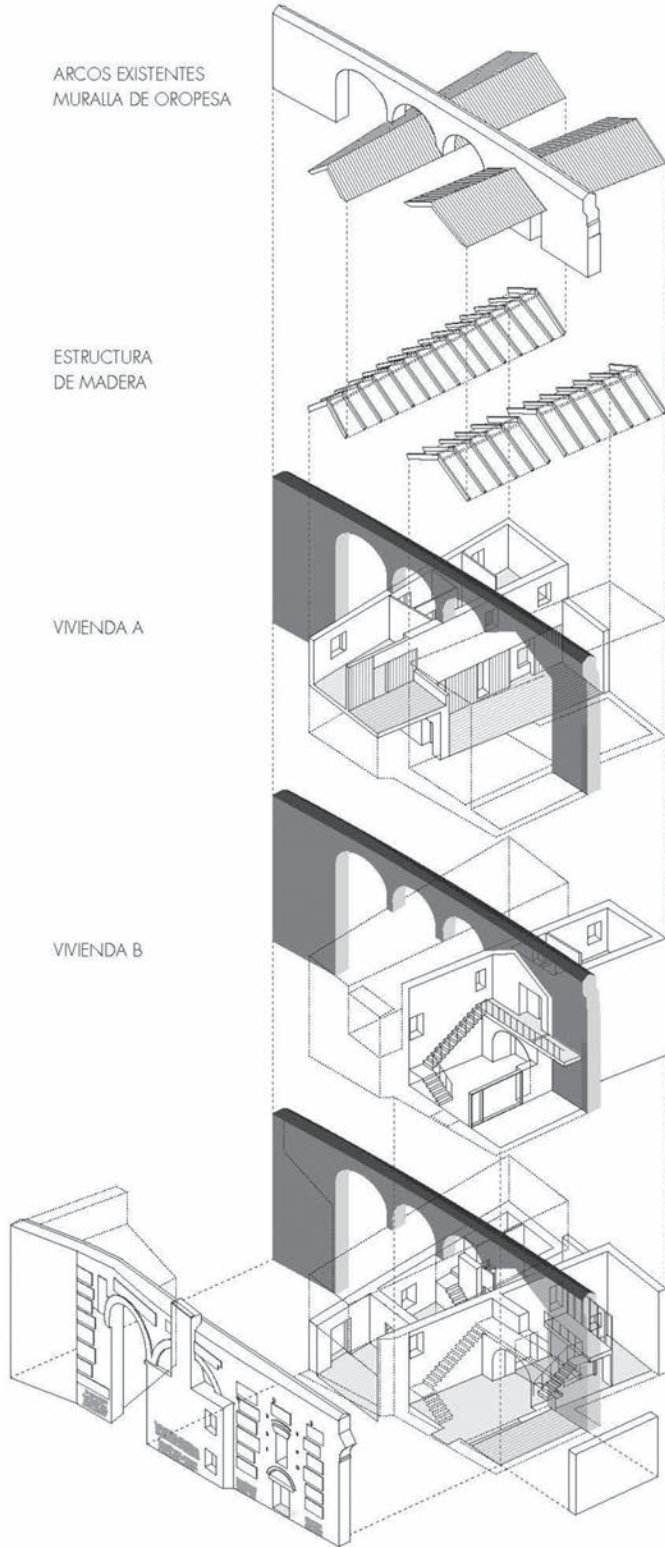 ARCOS EXISTENTES
MURALLA DE OROPESA
ESTRUCTURA
DE MADERA
VIVIENDA A
VIVIENDA B